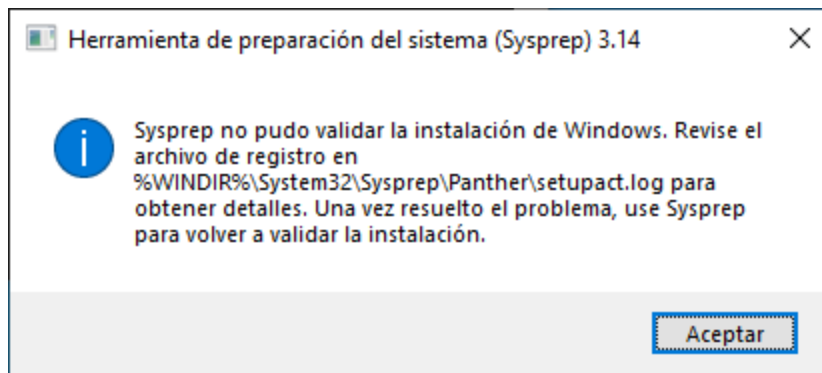 Herramienta de preparación del sistema (Sysprep) 3.14
Sysprep no pudo validar la instalación de Windows. Revise el
archivo de registro en
%WINDIR%\System32\Sysprep\Panther\setupact.log para
obtener detalles. Una vez resuelto el problema, use Sysprep
para volver a validar la instalación.
Aceptar